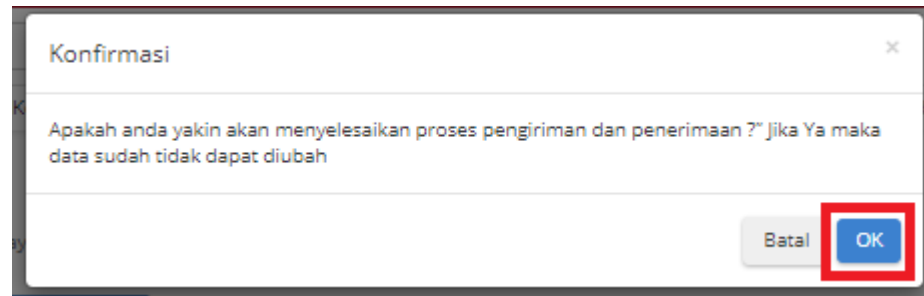 Konfirmasi
×
Apakah anda yakin akan menyelesaikan proses pengiriman dan penerimaan ?" Jika Ya maka
data sudah tidak dapat diubah
Batal
OK